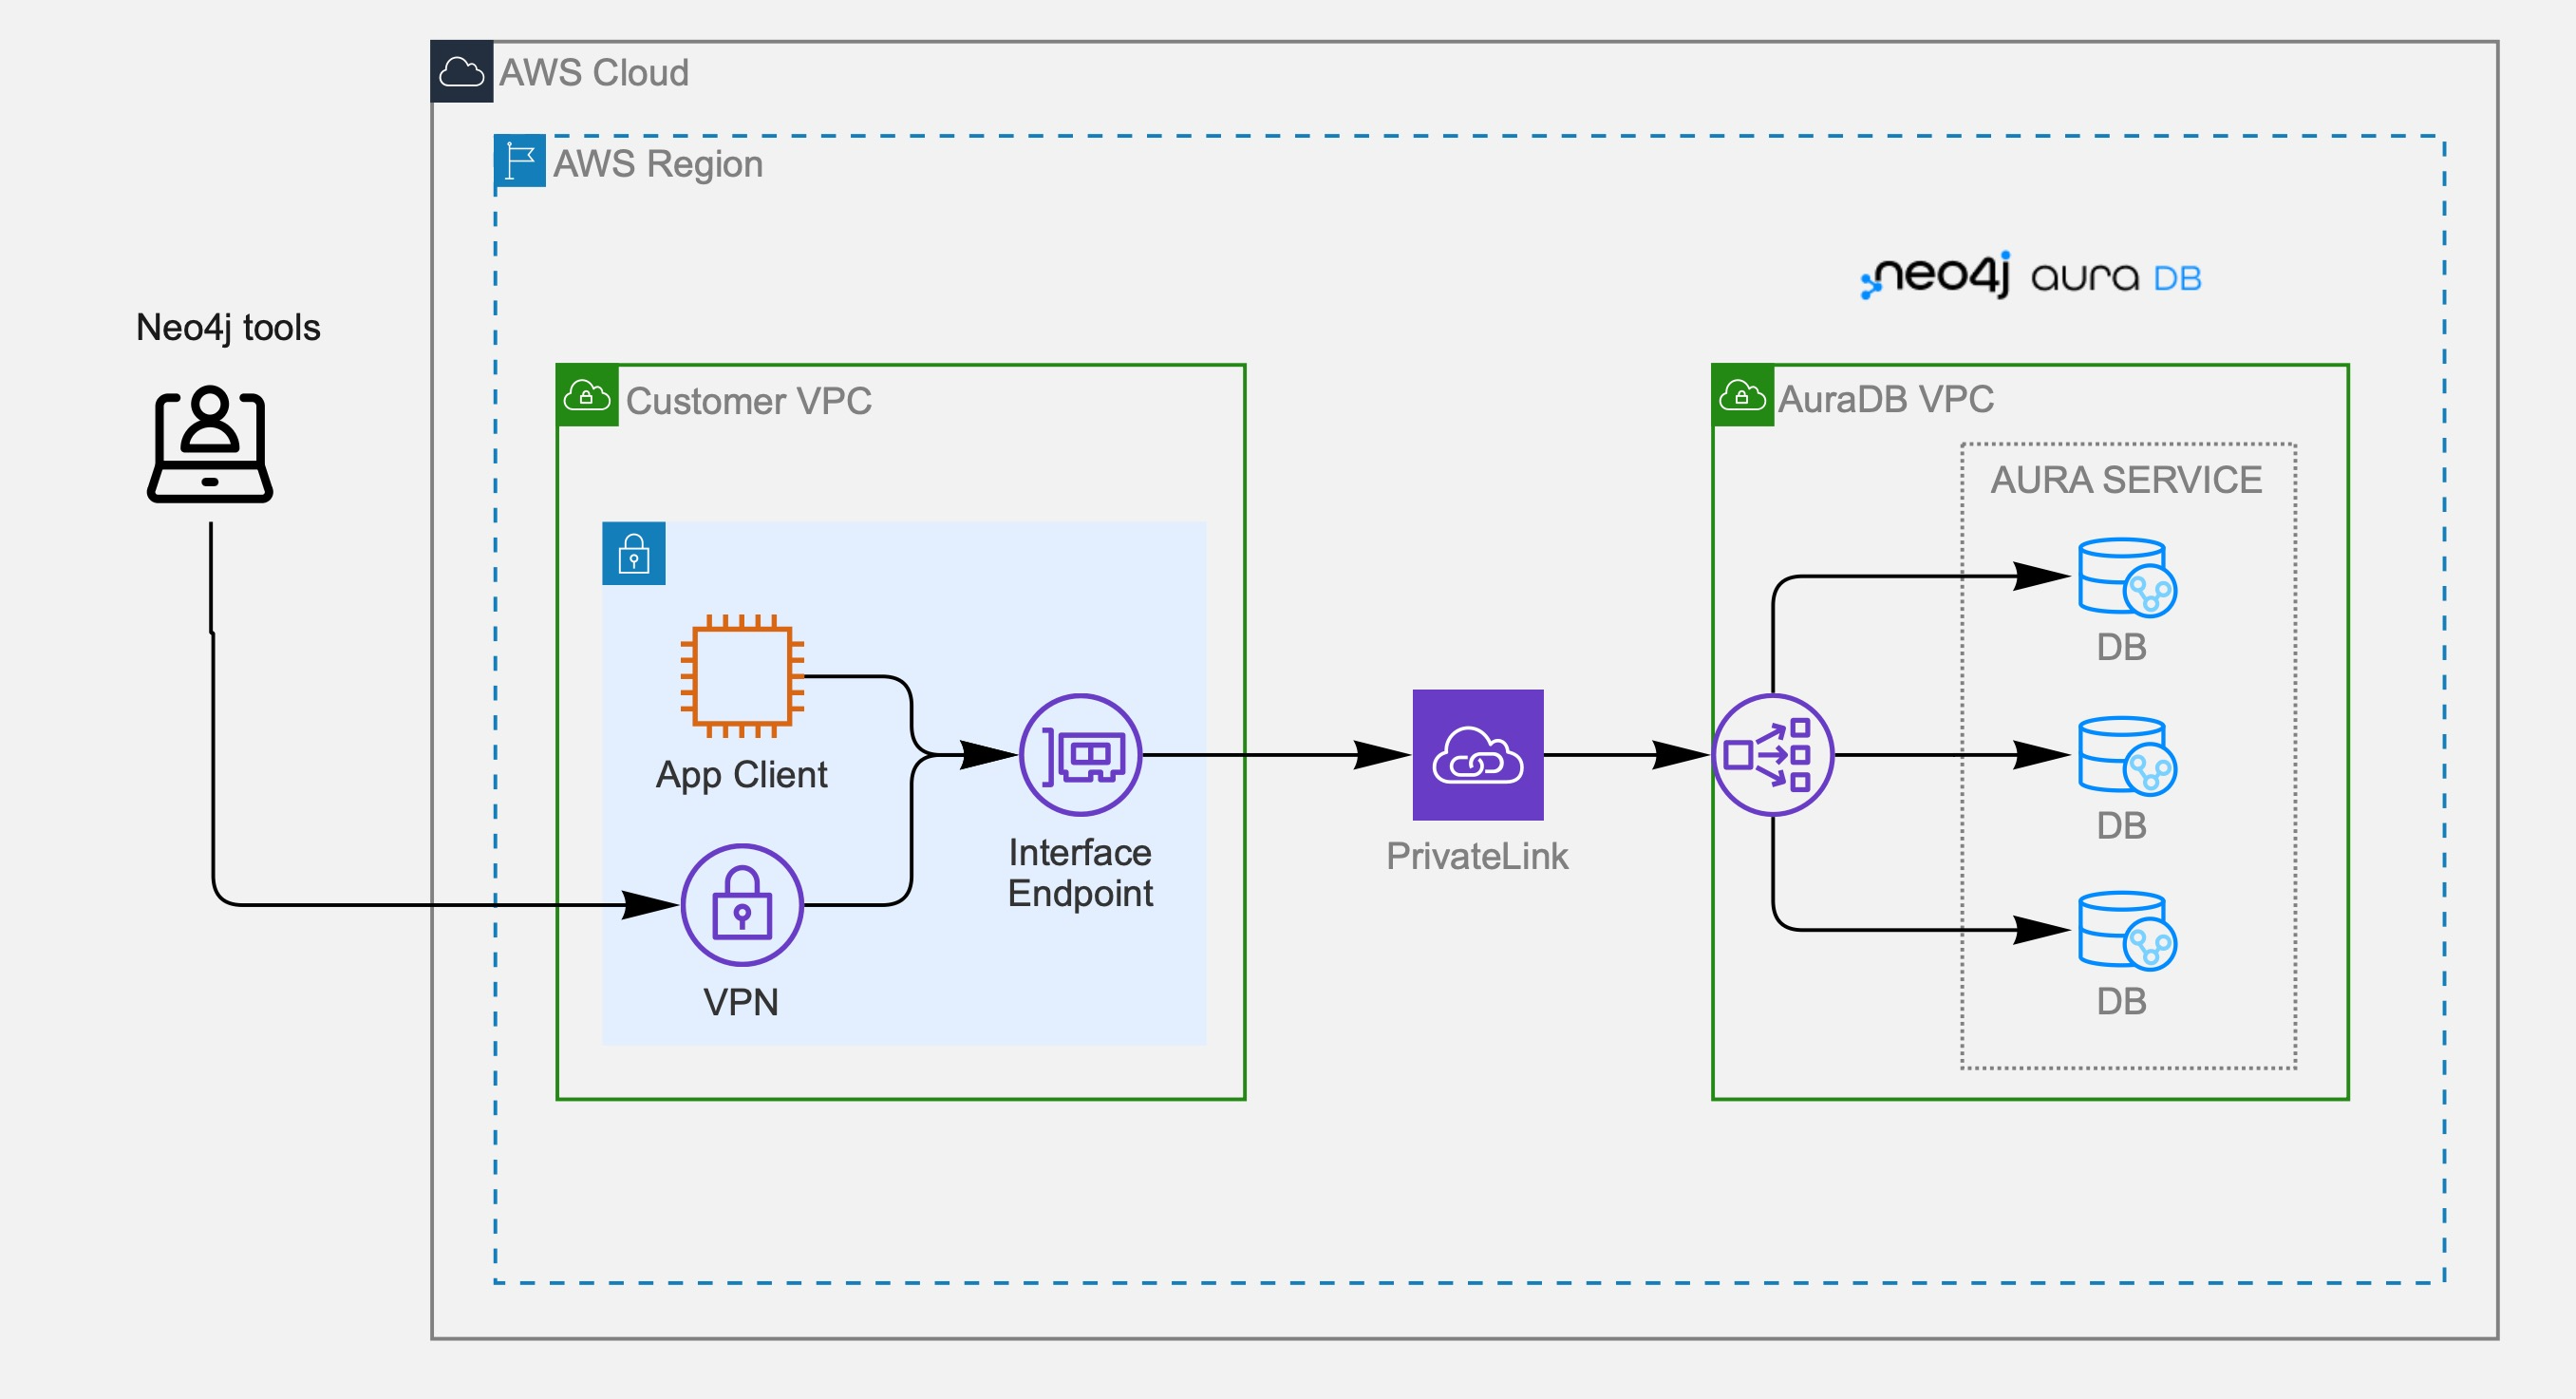 AWS Cloud
AWS Region
neo4j aura DB
Neo4j tools
Customer VPC
AuraDB VPC
AURA SERVICE
DB
App Client
DB
Interface
Endpoint
PrivateLink
VPN
DB